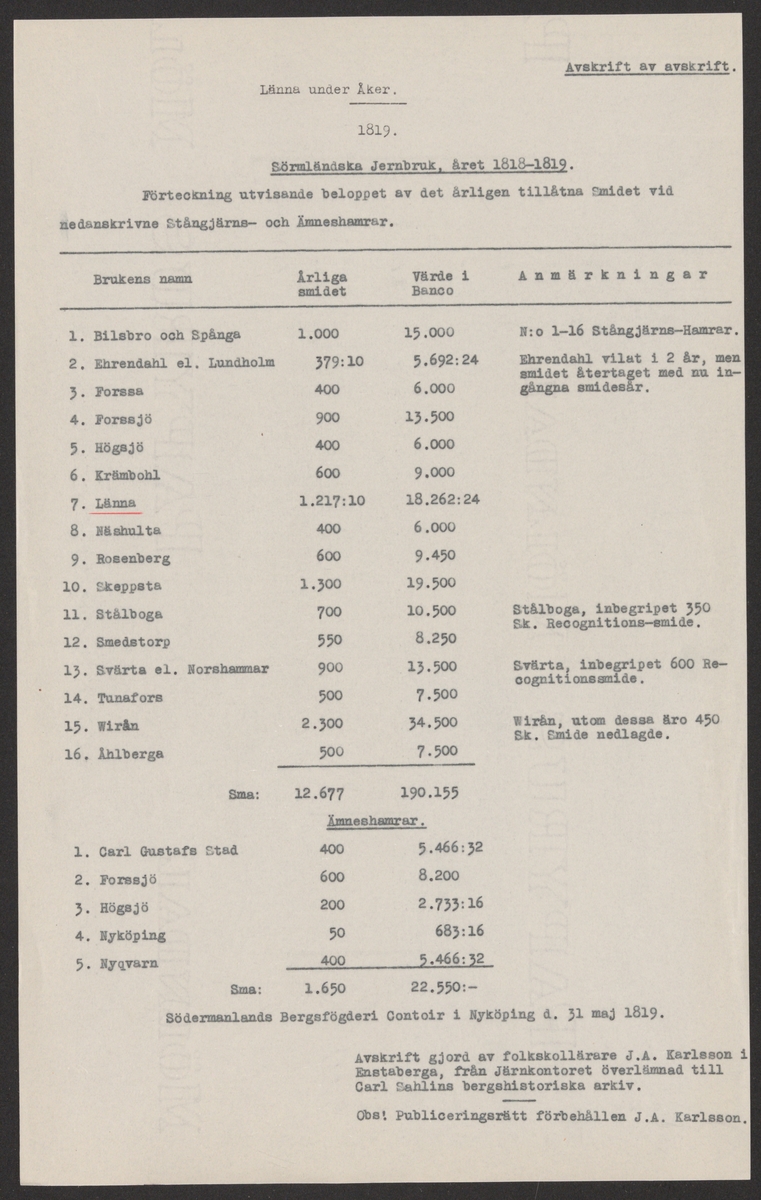 Avskrift av avskrift.
Länna under Åker.
1819.
Sörmländska Jernbruk, året 1818-1819.
Förteckning utvisande beloppet av det årligen tillåtna Smidet vid
nedanskrivne Stångjärns- och Ämneshamrar.
Brukens namn Årliga smidet Värde i Banco Anmärkningar
1. Bilsbro och Spånga 1.000 15.000 N:o 1-16 Stångjärns-Hamrar.
2. Ehrendahl el. Lundholm 379:10 5.692:24 Ehrendahl vilat i 2 år, men
smidet återtaget med nu in-
3. Forssa 400 6.000 gångna smidesår.
4. Forssjö 900 13.500
5. Högsjö 400 6.000
6. Krämbohl 600 9.000
7. Länna 1.217:10 18.262:24
8. Näshulta 400 6.000
9. Rosenberg 600 9.450
10. Skeppsta 1.300 19.500
11. Stålboga 700 10.500 Stålboga, inbegripet 350
Sk. Recognitions-smide.
12. Smedstorp 550 8.250
13. Svärta el. Norshammar 900 13.500 Svärta, inbegripet 600 Re-
cognitionssmide.
14. Tunafors 500 7.500
15. Wirån 2.300 34.500 Wirån, utom dessa äro 450
Sk. Smide nedlagde.
16. Åhlberga 500 7.500
Sma: 12.677 190.155
Ämneshamrar.
1. Carl Gustafs Stad 400 5.466:32
2. Forssjö 600 8.200
3. Högsjö 200 2.733:16
4. Nyköping 50 683:16
5. Nyqvarn 400 5.466:32
Sma: 1.650 22.550:-
Södermanlands Bergsfögderi Contoir i Nyköping d. 31 maj 1819.
Avskrift gjord av folkskollärare J.A. Karlsson i
Enstaberga, från Järnkontoret överlämnad till
Carl Sahlins bergshistoriska arkiv.
Obs! Publiceringsrätt förbehållen J.A. Karlsson.